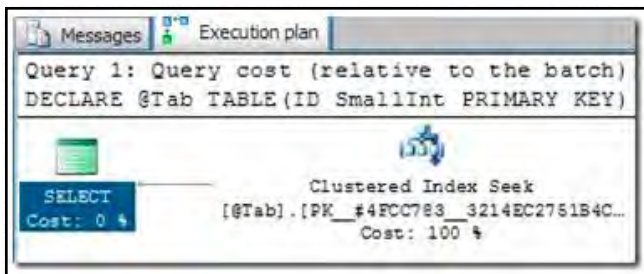 Messages Execution plan
Query 1: Query cost (relative to the batch)
DECLARE @Tab TABLE(ID SmallInt PRIMARY KEY)
SELECT
Cost: 0 %
Clustered Index Seek
[@Tab].[PK__#4FCC783__3214EC2751B4C…
Cost: 100 %